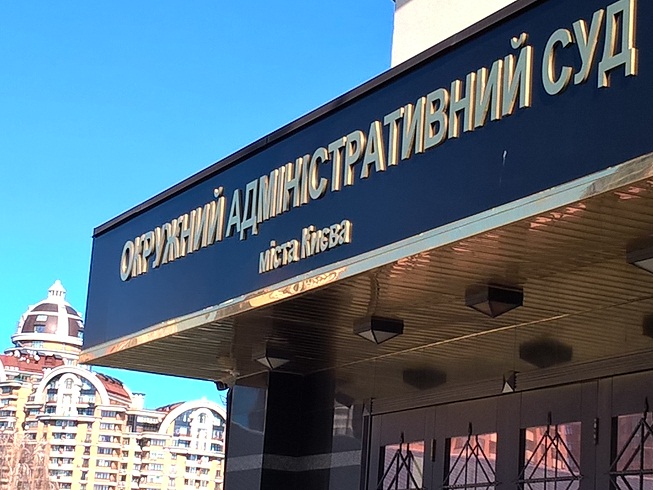 ОКРУЖНИЙ АДМІНІСТРАТИВНИЙ СУД
міста Києва